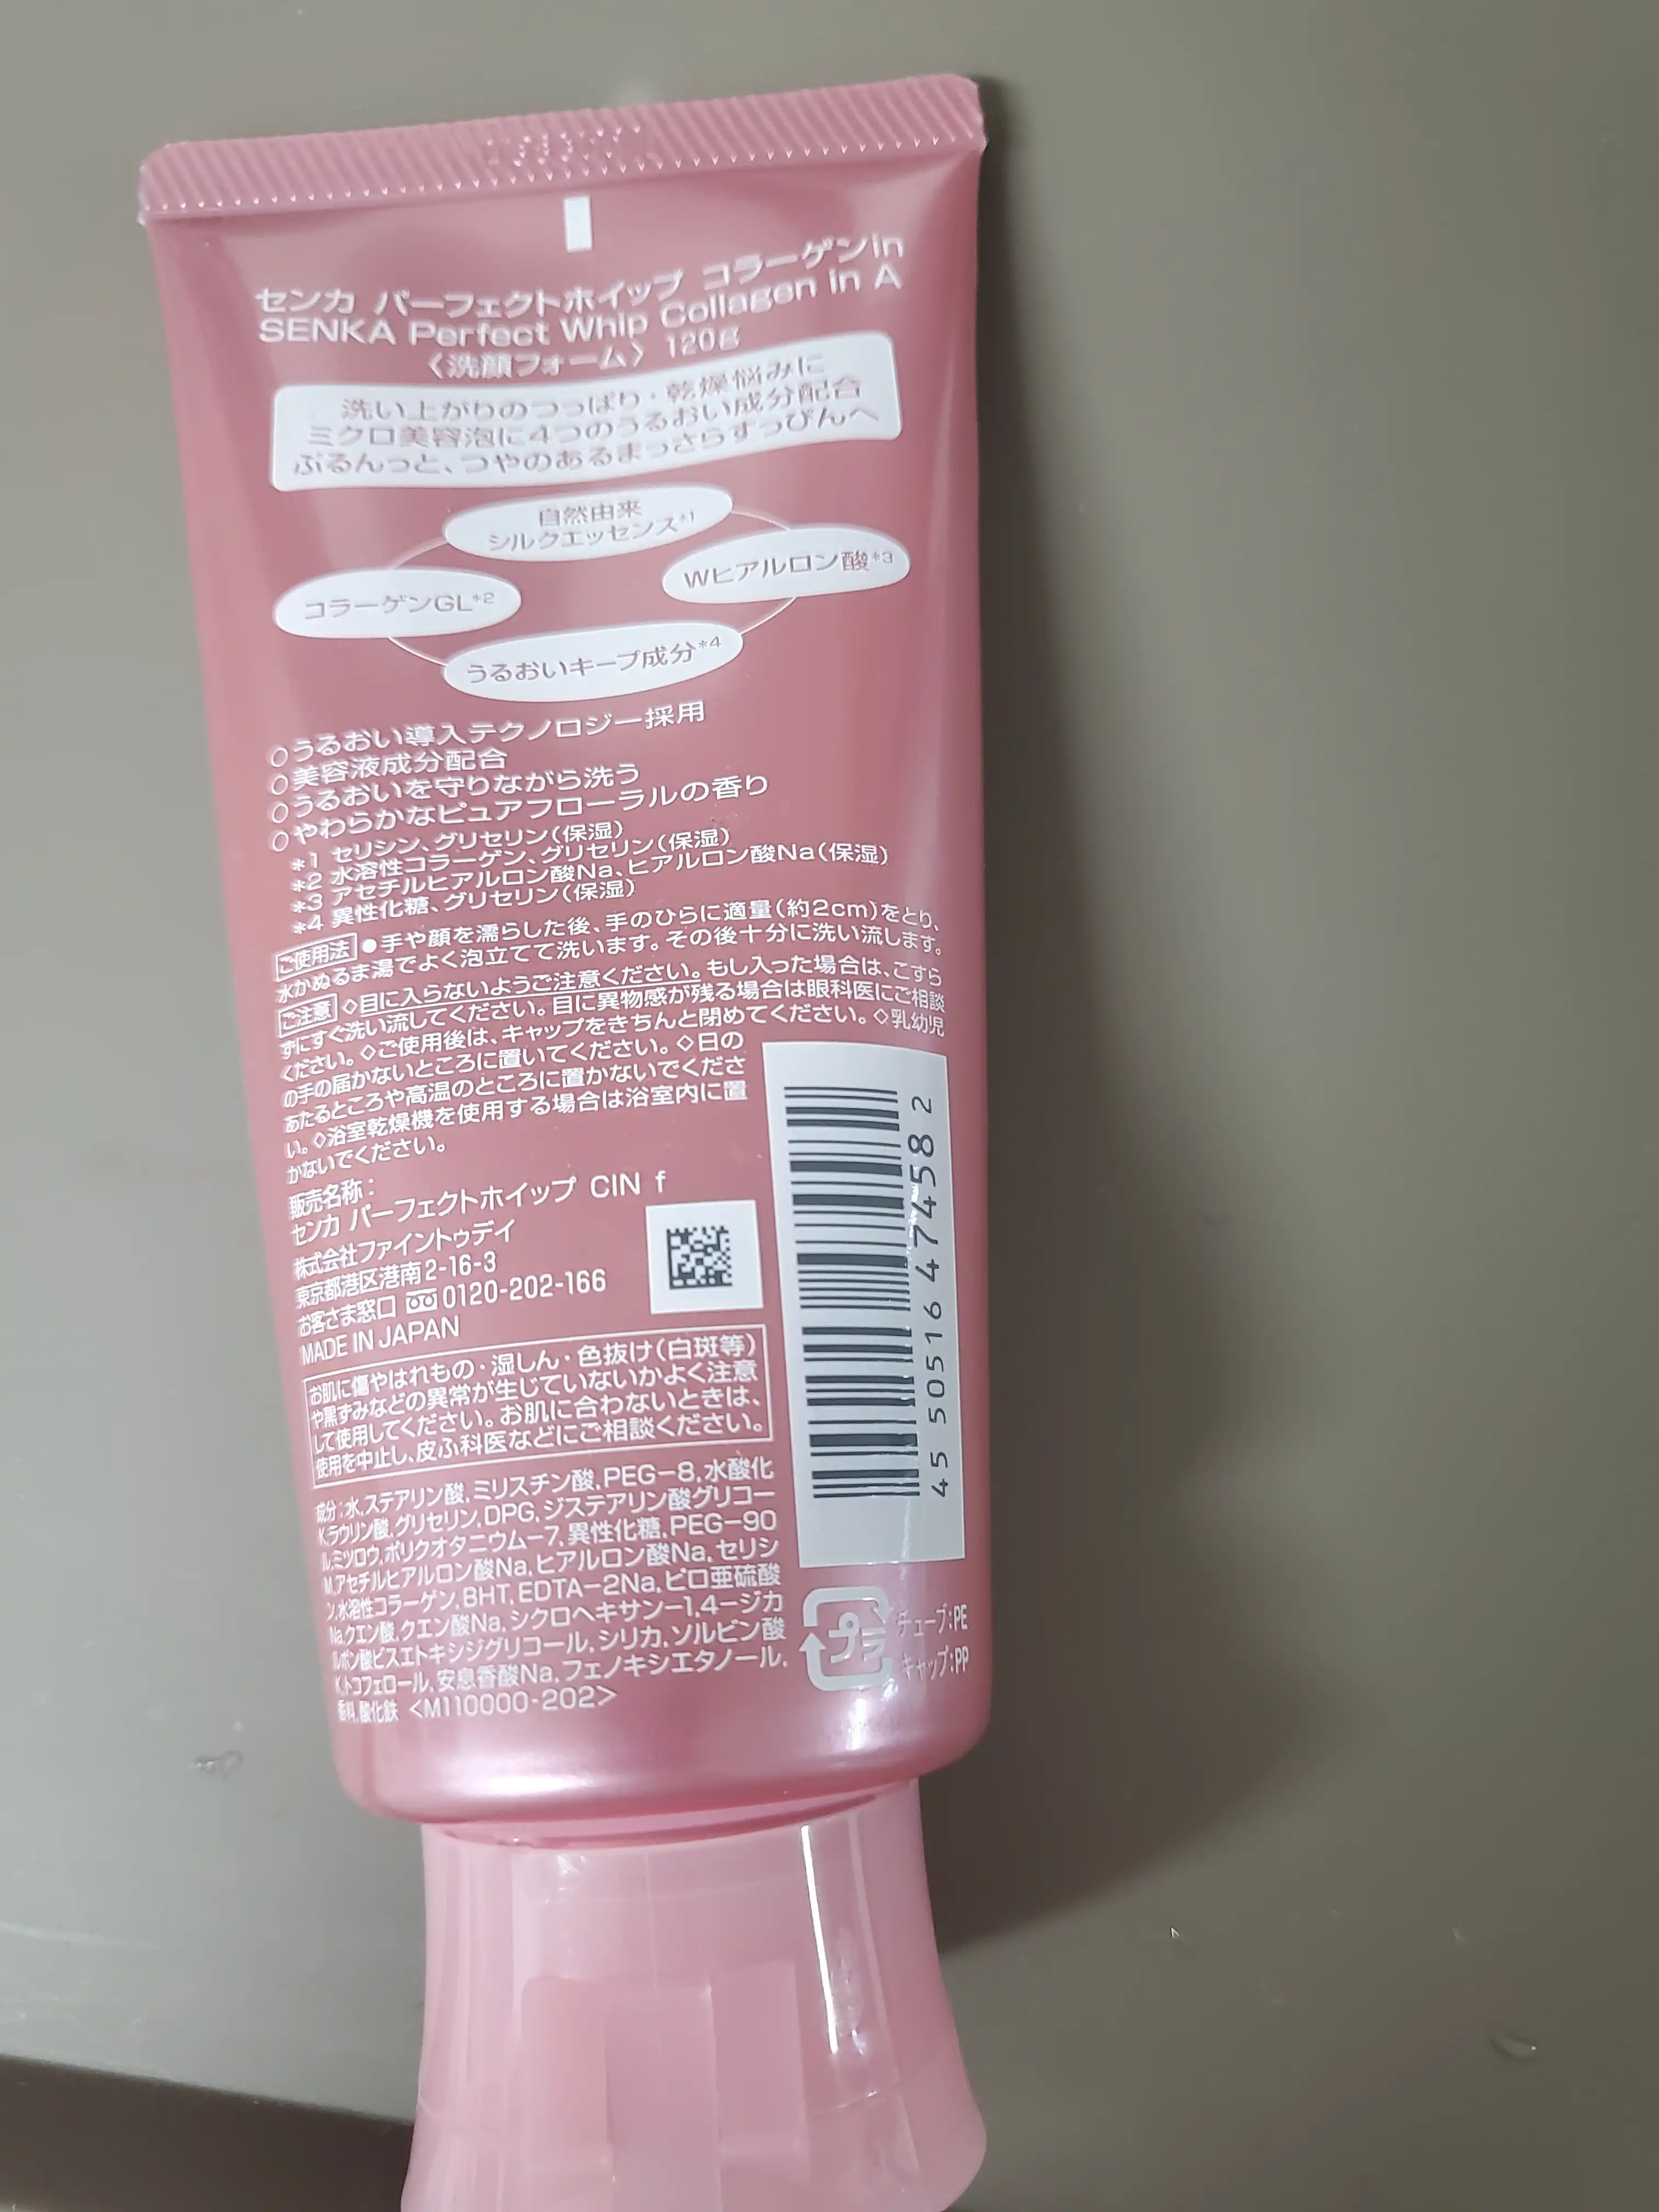 センカ パーフェクトホイップ コラーゲンin
SENKA Perfect Whip Collagen in A
〈洗顔フォーム〉 120g
洗い上がりのつっぱり・乾燥悩みに
ミクロ美容泡に4つのうるおい成分配合
ぷるんっと、つやのあるまっさらすっぴんへ
自然由来
シルクエッセンス*1
Wヒアルロン酸*3
コラーゲンGL*2
うるおいキープ成分*4
○うるおい導入テクノロジー採用
○美容液成分配合
○うるおいを守りながら洗う
○やわらかなピュアフローラルの香り
*1 セリシン、グリセリン(保湿)
*2 水溶性コラーゲン、グリセリン(保湿)
*3 アセチルヒアルロン酸Na、ヒアルロン酸Na(保湿)
*4 異性化糖、グリセリン(保湿)
ご使用法 ●手や顔を濡らした後、手のひらに適量(約2cm)をとり、
水かぬるま湯でよく泡立てて洗います。その後十分に洗い流します。
ご注意 ◇目に入らないようご注意ください。もし入った場合は、こすら
ずにすぐ洗い流してください。目に異物感が残る場合は眼科医にご相談
ください。◇ご使用後は、キャップをきちんと閉めてください。◇乳幼児
の手の届かないところに置いてください。◇日の
あたるところや高温のところに置かないでくださ
い。◇浴室乾燥機を使用する場合は浴室内に置
かないでください。
販売名称：
センカ パーフェクトホイップ CIN f
株式会社ファイントゥデイ
東京都港区港南2-16-3
お客さま窓口 0120-202-166
MADE IN JAPAN
お肌に傷やはれもの・湿しん・色抜け(白斑等)
や黒ずみなどの異常が生じていないかよく注意
して使用してください。お肌に合わないときは、
使用を中止し、皮ふ科医などにご相談ください。
成分：水,ステアリン酸,ミリスチン酸,PEG-8,水酸化
K,ラウリン酸,グリセリン,DPG,ジステアリン酸グリコー
ル,ミツロウ,ポリクオタニウム-7,異性化糖,PEG-90
M,アセチルヒアルロン酸Na,ヒアルロン酸Na,セリシ
ン,水溶性コラーゲン,BHT,EDTA-2Na,ピロ亜硫酸
Na,クエン酸,クエン酸Na,シクロヘキサン-1,4-ジカ
ルボン酸ビスエトキシジグリコール,シリカ,ソルビン酸
K,トコフェロール,安息香酸Na,フェノキシエタノール,
香料,酸化鉄 <M110000-202>
45 50516 47458 2
プラ
チューブ:PE
キャップ:PP